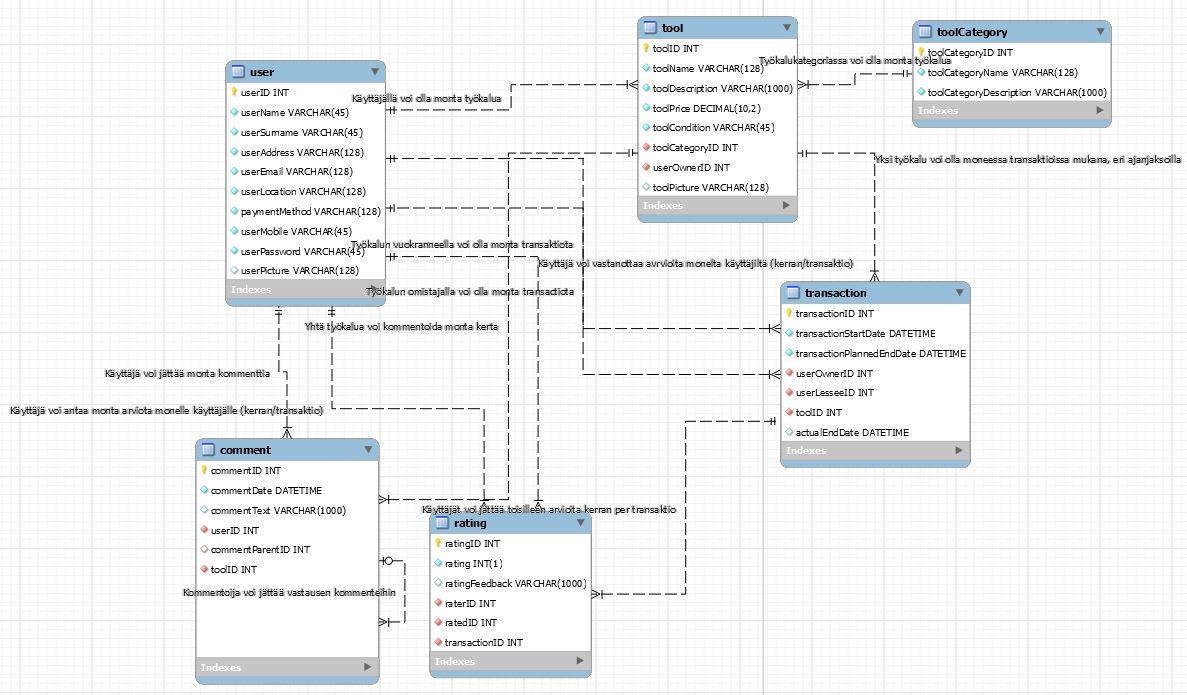 user
userID INT
userName VARCHAR(45)
userSurname VARCHAR(45)
userAddress VARCHAR(128)
userEmail VARCHAR(128)
userLocation VARCHAR(128)
paymentMethod VARCHAR(128)
userMobile VARCHAR(45)
userPassword VARCHAR(45)
userPicture VARCHAR(128)
Indexes
Käyttäjällä voi olla monta työkalua
tool
toolID INT
toolName VARCHAR(128)
toolDescription VARCHAR(1000)
toolPrice DECIMAL(10,2)
toolCondition VARCHAR(45)
toolCategoryID INT
userOwnerID INT
toolPicture VARCHAR(128)
Indexes
Työkalukategoriassa voi olla monta työkalua
toolCategory
toolCategoryID INT
toolCategoryName VARCHAR(128)
toolCategoryDescription VARCHAR(1000)
Indexes
Yksi työkalu voi olla moneessa transaktioissa mukana, eri ajanjaksoilla
Työkalun vuokranneella voi olla monta transaktiota
Käyttäjä voi vastanottaa avrvioita monelta käyttäjiltä (kerran/transaktio)
Työkalun omistajalla voi olla monta transactiota
Yhtä työkalua voi kommentoida monta kerta
Käyttäjä voi jättää monta kommenttia
Käyttäjä voi antaa monta arviota monelle käyttäjälle (kerran/transaktio)
transaction
transactionID INT
transactionStartDate DATETIME
transactionPlannedEndDate DATETIME
userOwnerID INT
userLesseeID INT
toolID INT
actualEndDate DATETIME
Indexes
comment
commentID INT
commentDate DATETIME
commentText VARCHAR(1000)
userID INT
commentParentID INT
toolID INT
Kommentoija voi jättää vastausen kommenteihin
Indexes
Käyttäjät voi jättää toisilleen arvioita kerran per transaktio
rating
ratingID INT
rating INT(1)
ratingFeedback VARCHAR(1000)
raterID INT
ratedID INT
transactionID INT
Indexes